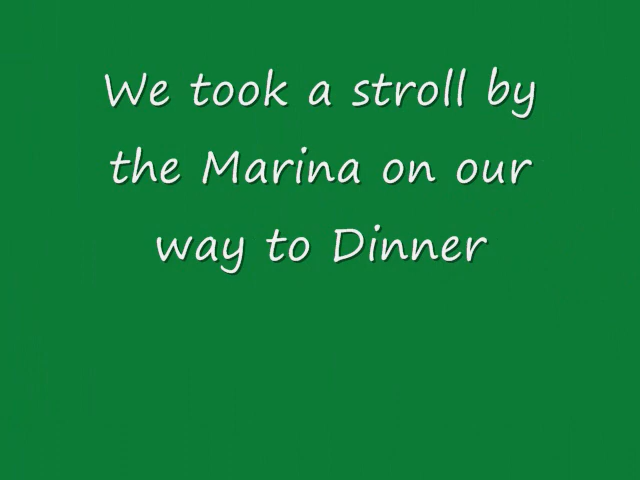 We took a stroll by
the Marina on our
way to Dinner